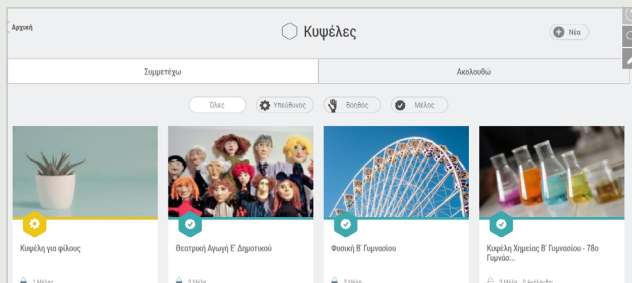 Αρχική
Κυψέλες
Νέα
Συμμετέχω
Ακολουθώ
Όλες
Υπεύθυνος
Βοηθός
Μέλος
Κυψέλη για φίλους
Θεατρική Αγωγή Ε' Δημοτικού
Φυσική Β' Γυμνασίου
Κυψέλη Χημείας Β' Γυμνασίου - 78ο
Γυμνάσ...